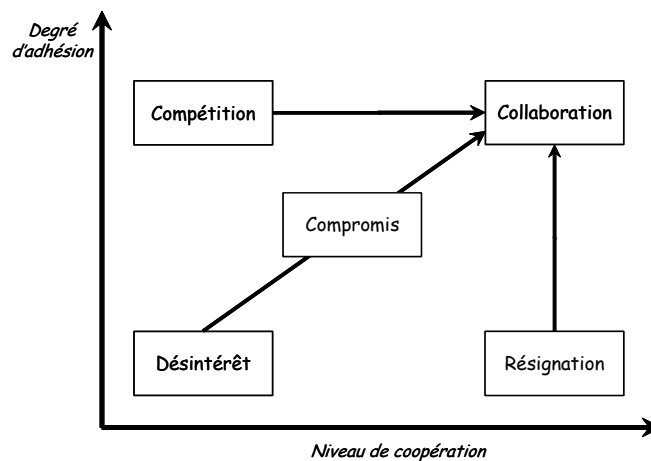 Degré
d'adhésion
Compétition
Collaboration
Compromis
Désintérêt
Résignation
Niveau de coopération